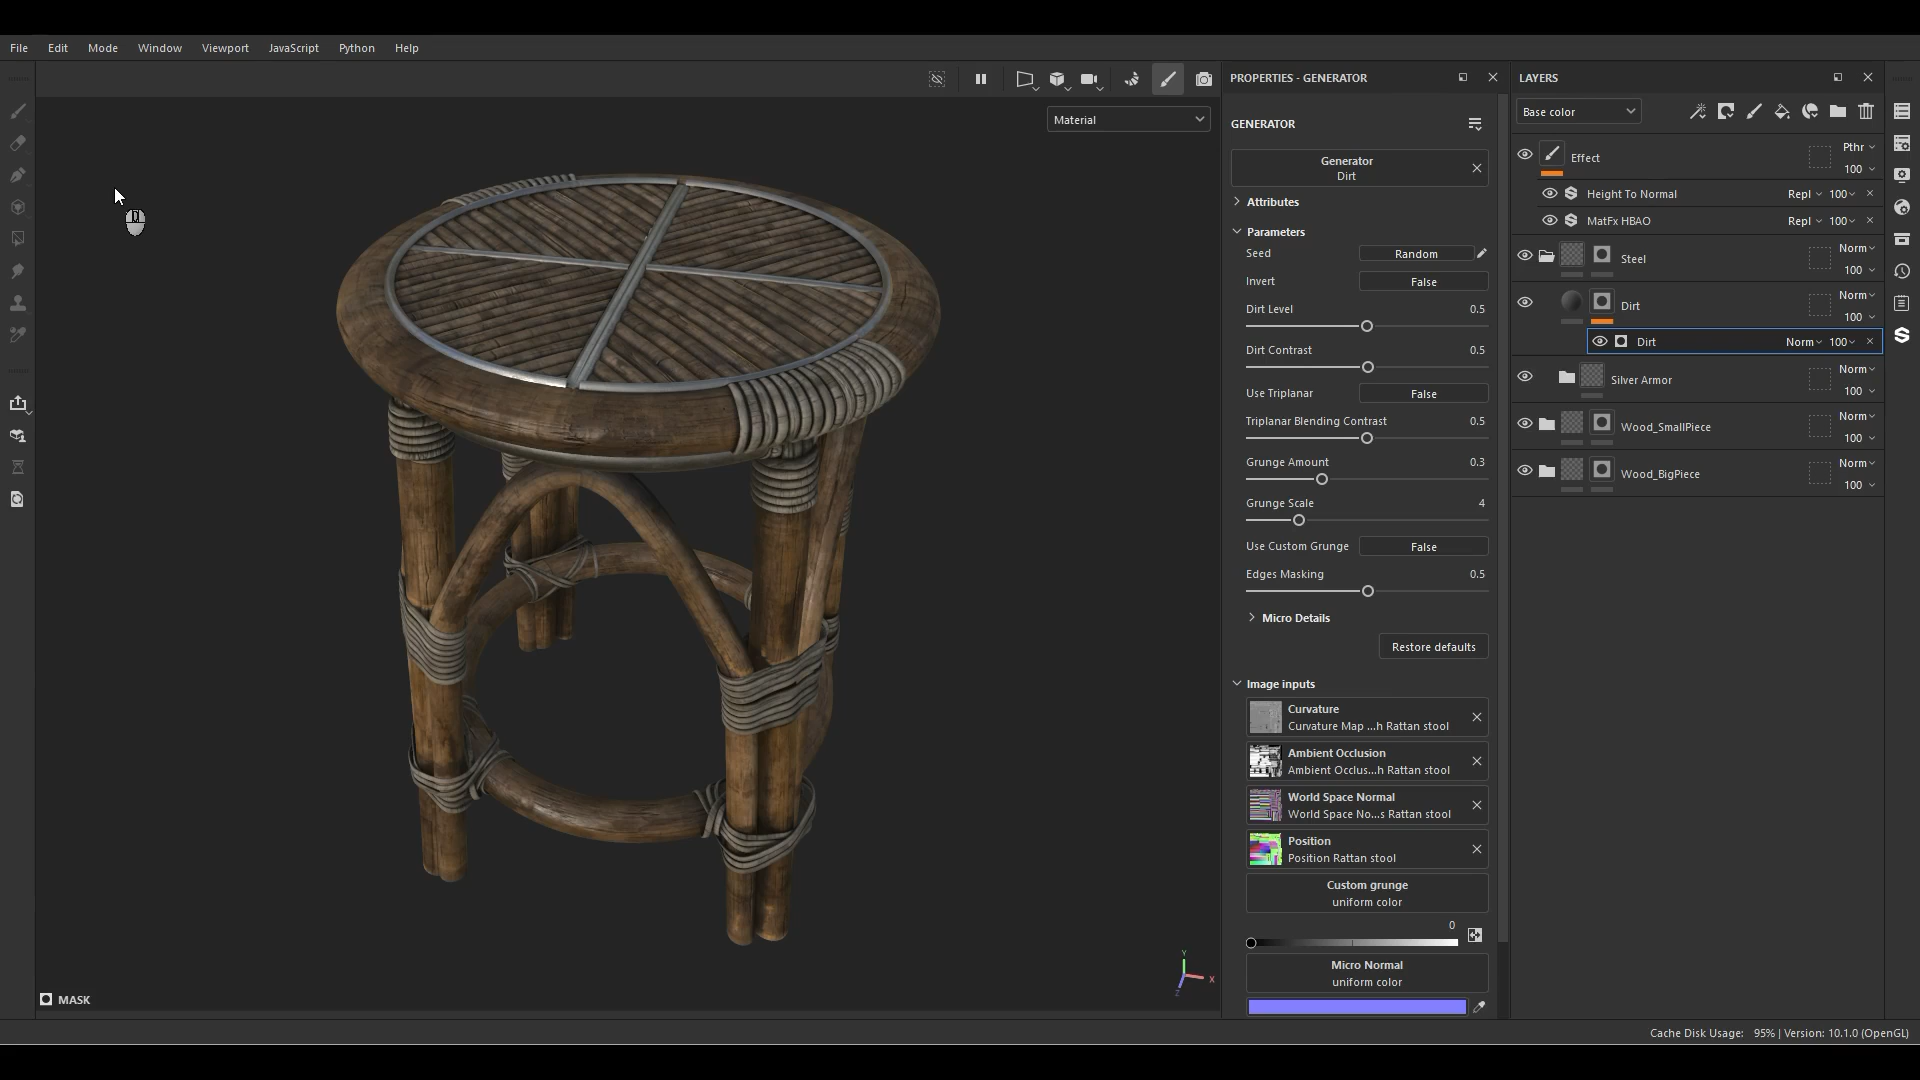 File Edit Mode Window Viewport JavaScript Python Help
Material
MASK
Y
X
Z
PROPERTIES - GENERATOR
GENERATOR
Generator
Dirt
Attributes
Parameters
Seed Random
Invert False
Dirt Level 0.5
Dirt Contrast 0.5
Use Triplanar False
Triplanar Blending Contrast 0.5
Grunge Amount 0.3
Grunge Scale 4
Use Custom Grunge False
Edges Masking 0.5
Micro Details
Restore defaults
Image inputs
Curvature
Curvature Map ...h Rattan stool
Ambient Occlusion
Ambient Occlus...h Rattan stool
World Space Normal
World Space No...s Rattan stool
Position
Position Rattan stool
Custom grunge
uniform color
0
Micro Normal
uniform color
LAYERS
Base color
Effect Pthr
100
Height To Normal Repl 100
MatFx HBAO Repl 100
Steel Norm
100
Dirt Norm
100
Dirt Norm 100
Silver Armor Norm
100
Wood_SmallPiece Norm
100
Wood_BigPiece Norm
100
Cache Disk Usage: 95% | Version: 10.1.0 (OpenGL)